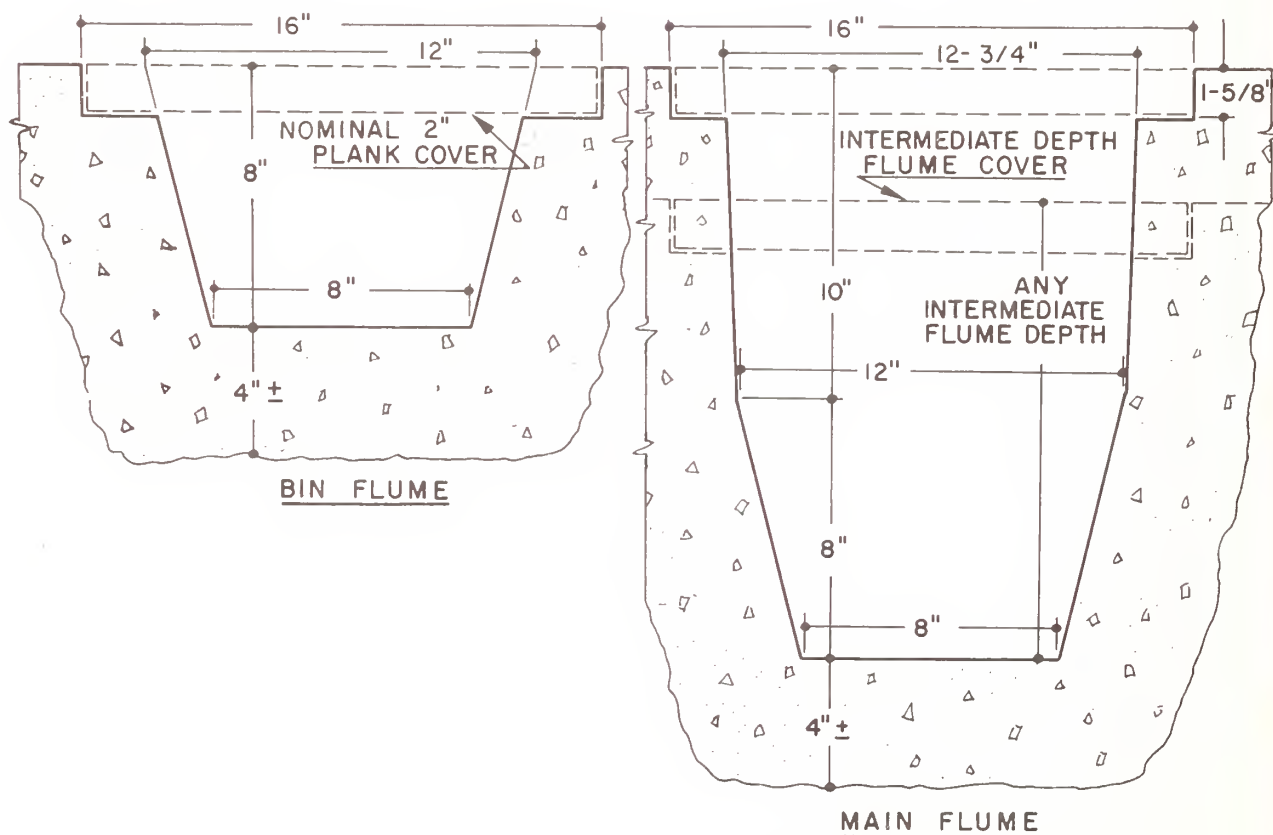 16"
12"
8"
NOMINAL 2"
PLANK COVER
8"
4" ±
BIN FLUME
16"
12-3/4"
1-5/8"
INTERMEDIATE DEPTH
FLUME COVER
10"
ANY
INTERMEDIATE
FLUME DEPTH
12"
8"
8"
4" ±
MAIN FLUME